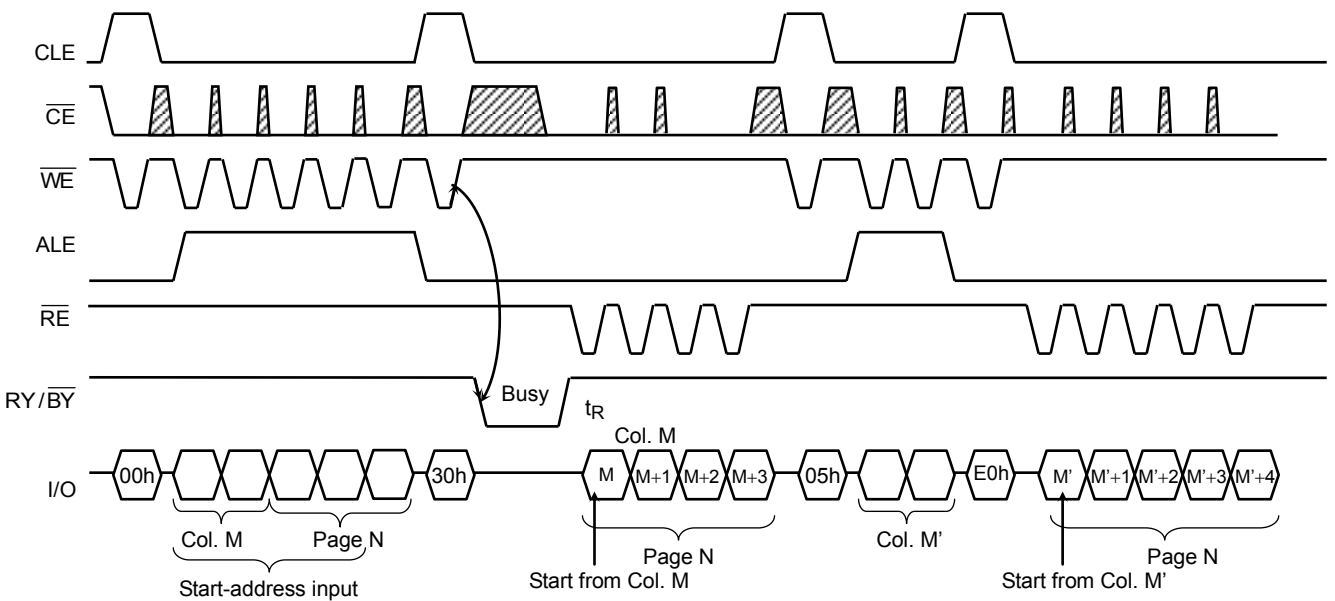 CLE
CE
WE
ALE
RE
RY/BY
Busy
tR
Col. M
I/O
00h
30h
M
M+1
M+2
M+3
05h
E0h
M'
M'+1
M'+2
M'+3
M'+4
Col. M
Page N
Start-address input
Page N
Start from Col. M
Col. M'
Page N
Start from Col. M'